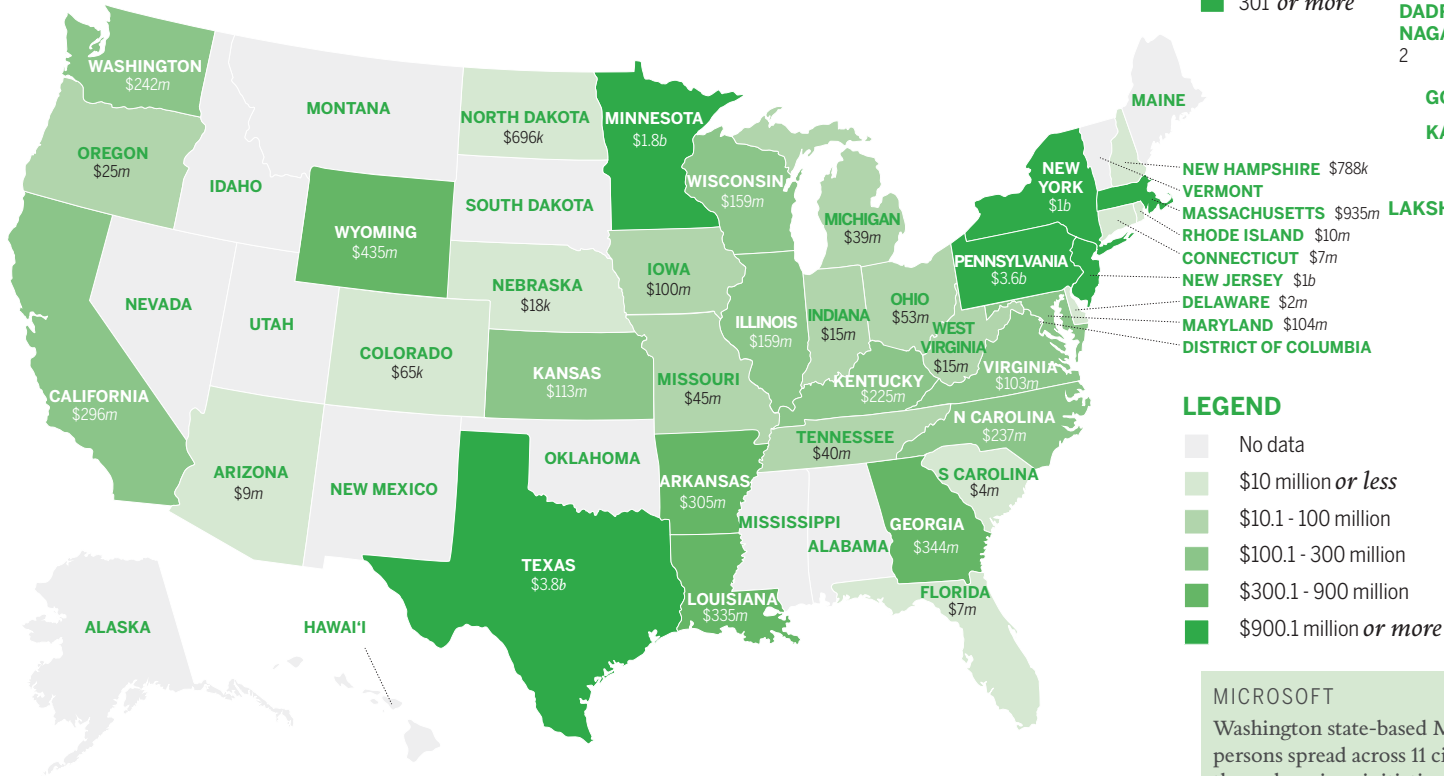 301 or more
2
WASHINGTON
$242m
OREGON
$25m
CALIFORNIA
$296m
MONTANA
IDAHO
NEVADA
UTAH
ARIZONA
$9m
WYOMING
$435m
COLORADO
$65k
NEW MEXICO
NORTH DAKOTA
$696k
SOUTH DAKOTA
NEBRASKA
$18k
KANSAS
$113m
OKLAHOMA
TEXAS
$3.8b
MINNESOTA
$1.8b
IOWA
$100m
MISSOURI
$45m
ARKANSAS
$305m
LOUISIANA
$335m
WISCONSIN
$159m
ILLINOIS
$159m
MICHIGAN
$39m
INDIANA
$15m
OHIO
$53m
KENTUCKY
$225m
TENNESSEE
$40m
MISSISSIPPI
ALABAMA
GEORGIA
$344m
FLORIDA
$7m
S CAROLINA
$4m
N CAROLINA
$237m
VIRGINIA
$103m
WEST
VIRGINIA
$15m
PENNSYLVANIA
$3.6b
NEW
YORK
$1b
MAINE
NEW HAMPSHIRE $788k
VERMONT
MASSACHUSETTS $935m
RHODE ISLAND $10m
CONNECTICUT $7m
NEW JERSEY $1b
DELAWARE $2m
MARYLAND $104m
DISTRICT OF COLUMBIA
ALASKA
HAWAI‘I
LEGEND
No data
$10 million or less
$10.1 - 100 million
$100.1 - 300 million
$300.1 - 900 million
$900.1 million or more
MICROSOFT
Washington state-based
persons spread across 11